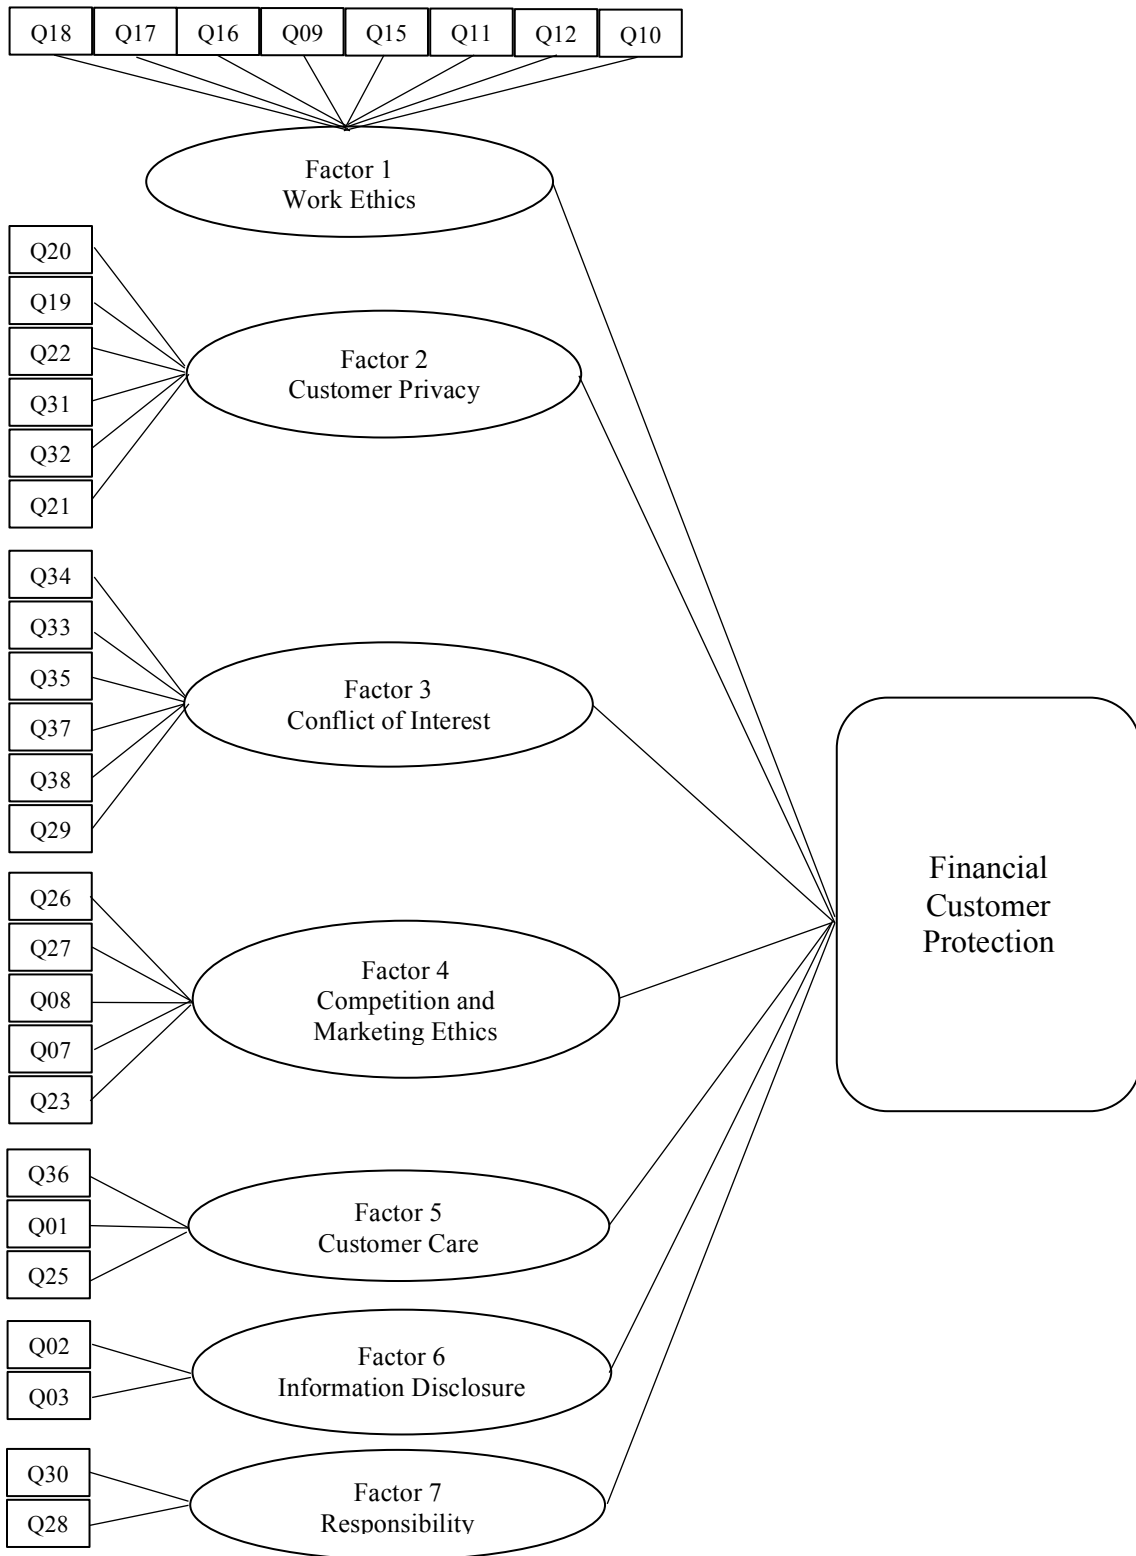 Q18 Q17 Q16 Q09 Q15 Q11 Q12 Q10
Factor 1
Work Ethics
Q20
Q19
Q22
Q31
Q32
Q21
Factor 2
Customer Privacy
Q34
Q33
Q35
Q37
Q38
Q29
Factor 3
Conflict of Interest
Q26
Q27
Q08
Q07
Q23
Factor 4
Competition and
Marketing Ethics
Q36
Q01
Q25
Factor 5
Customer Care
Q02
Q03
Factor 6
Information Disclosure
Q30
Q28
Factor 7
Responsibility
Financial
Customer
Protection